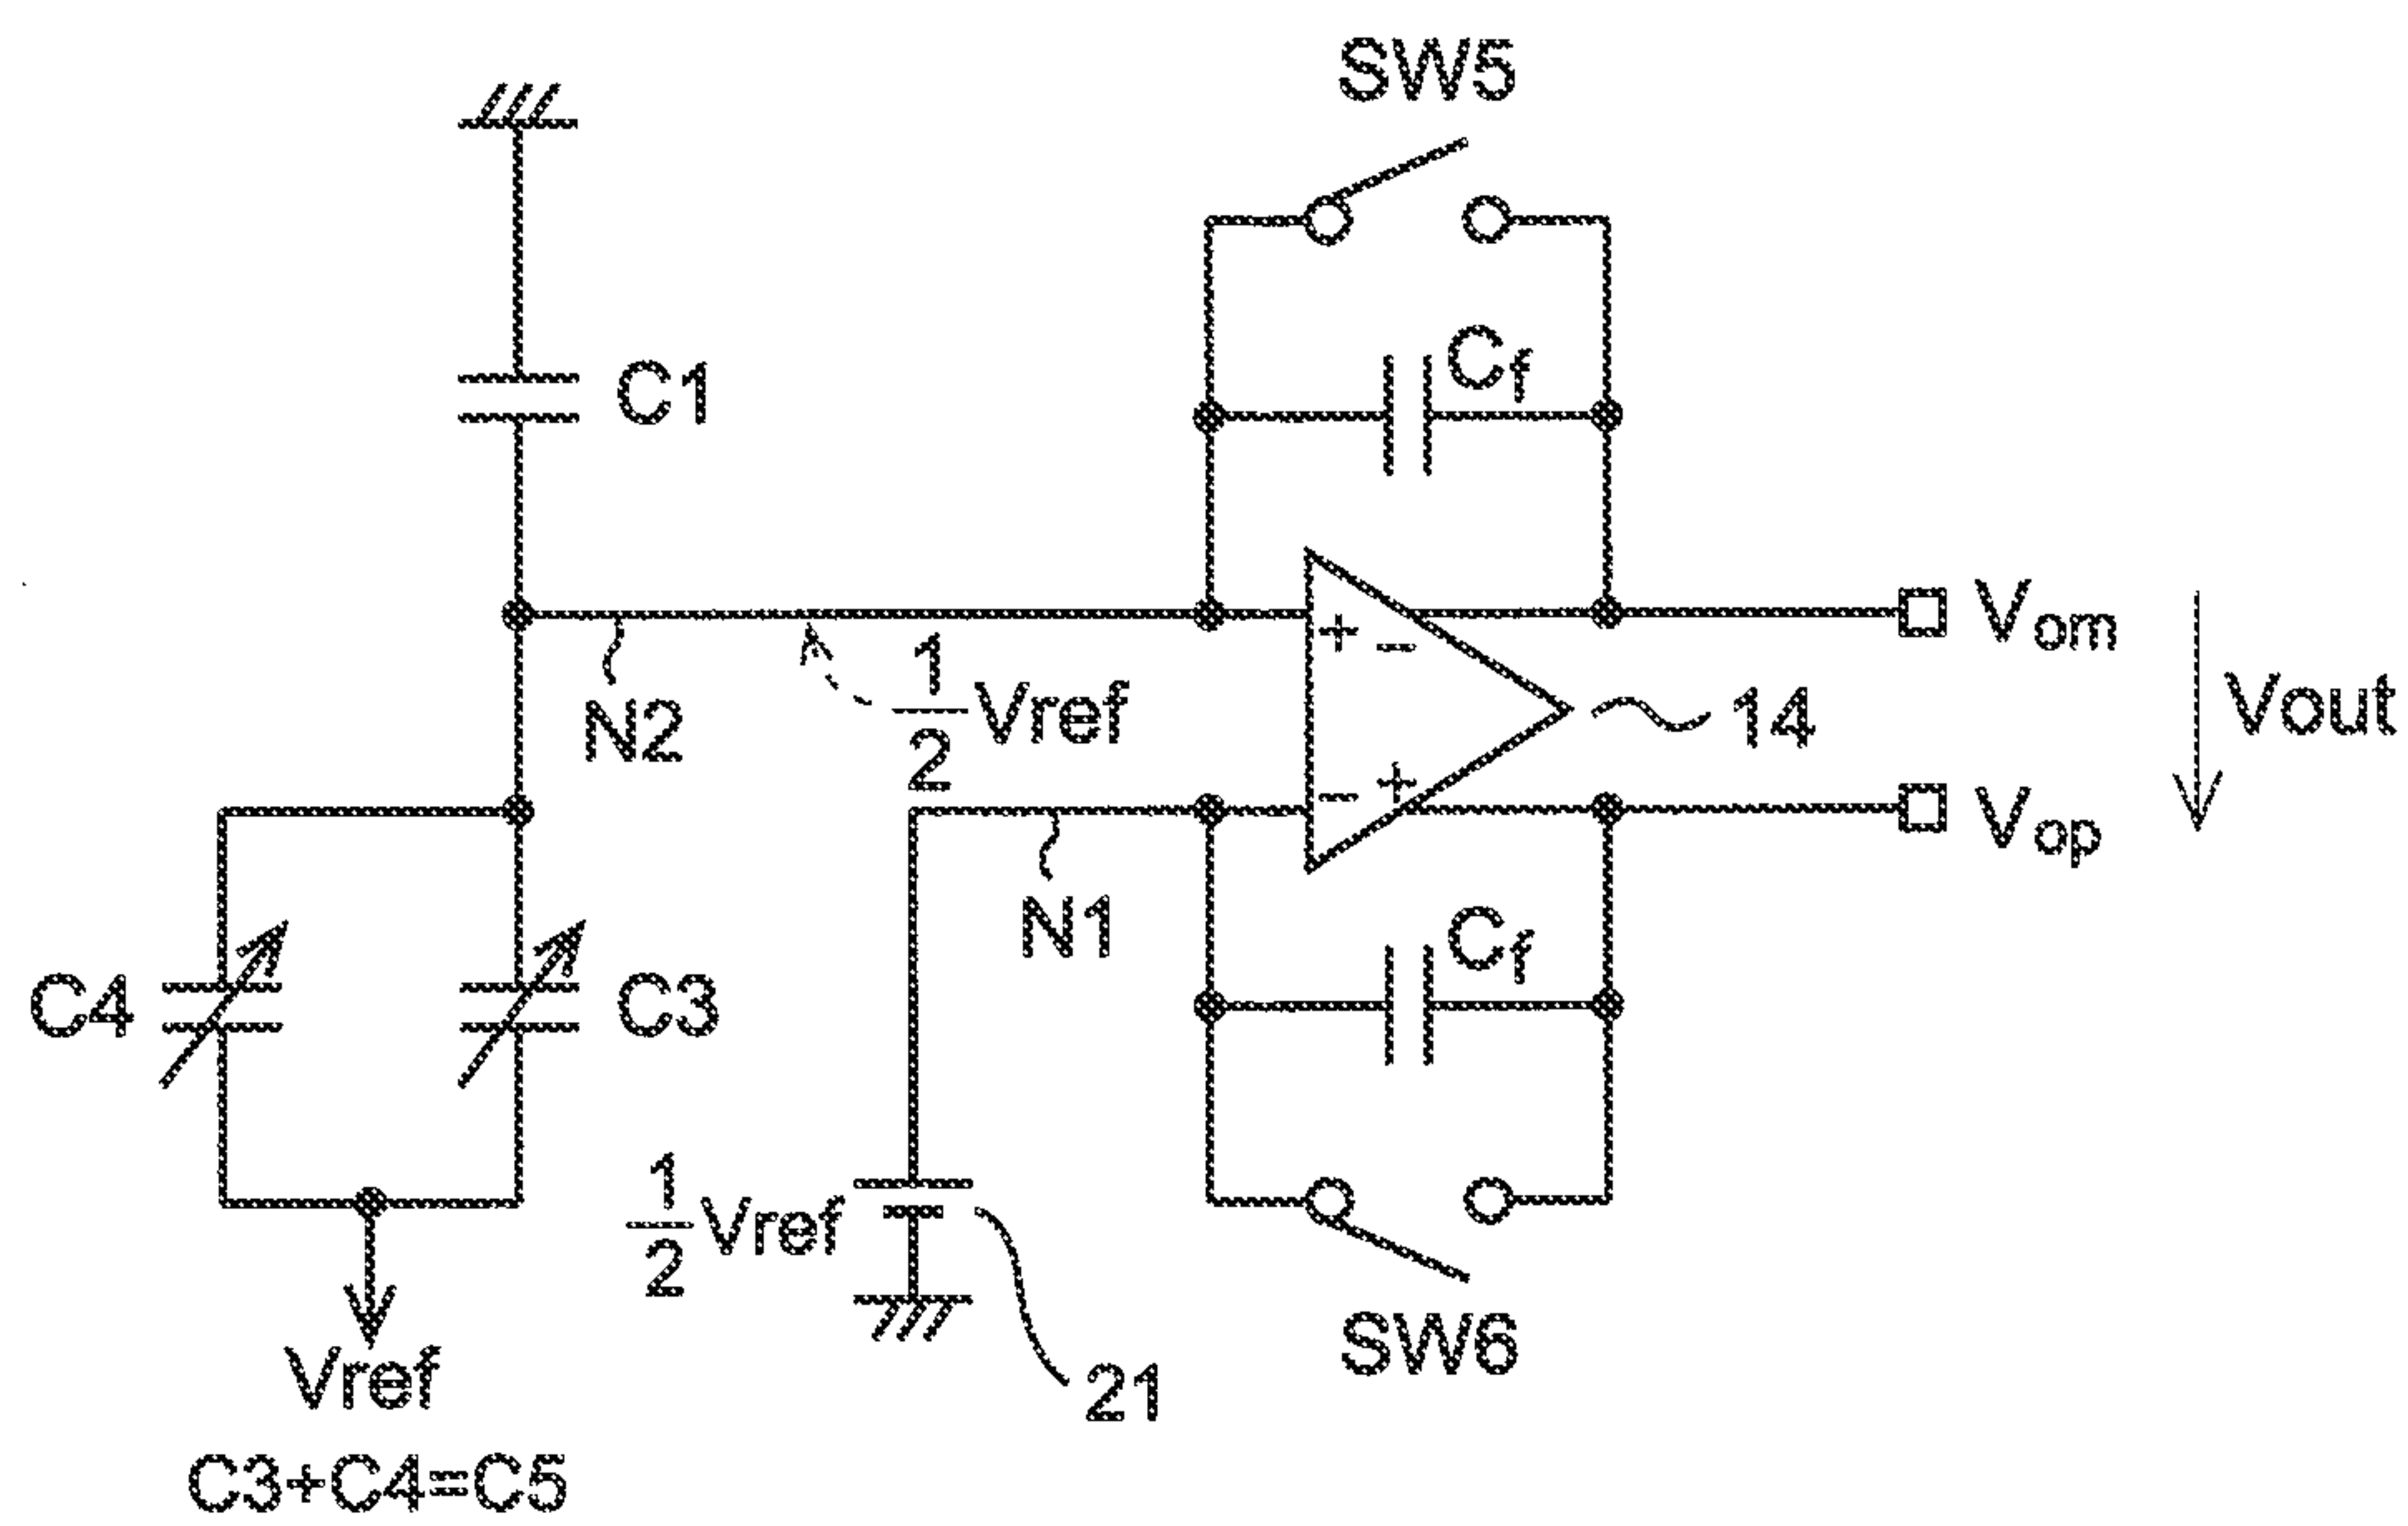 SW5
C1
Cf
+ −
Vom
N2
1/2 Vref
14
Vout
− +
Vop
N1
C4
C3
Cf
1/2 Vref
21
SW6
Vref
C3+C4=C5